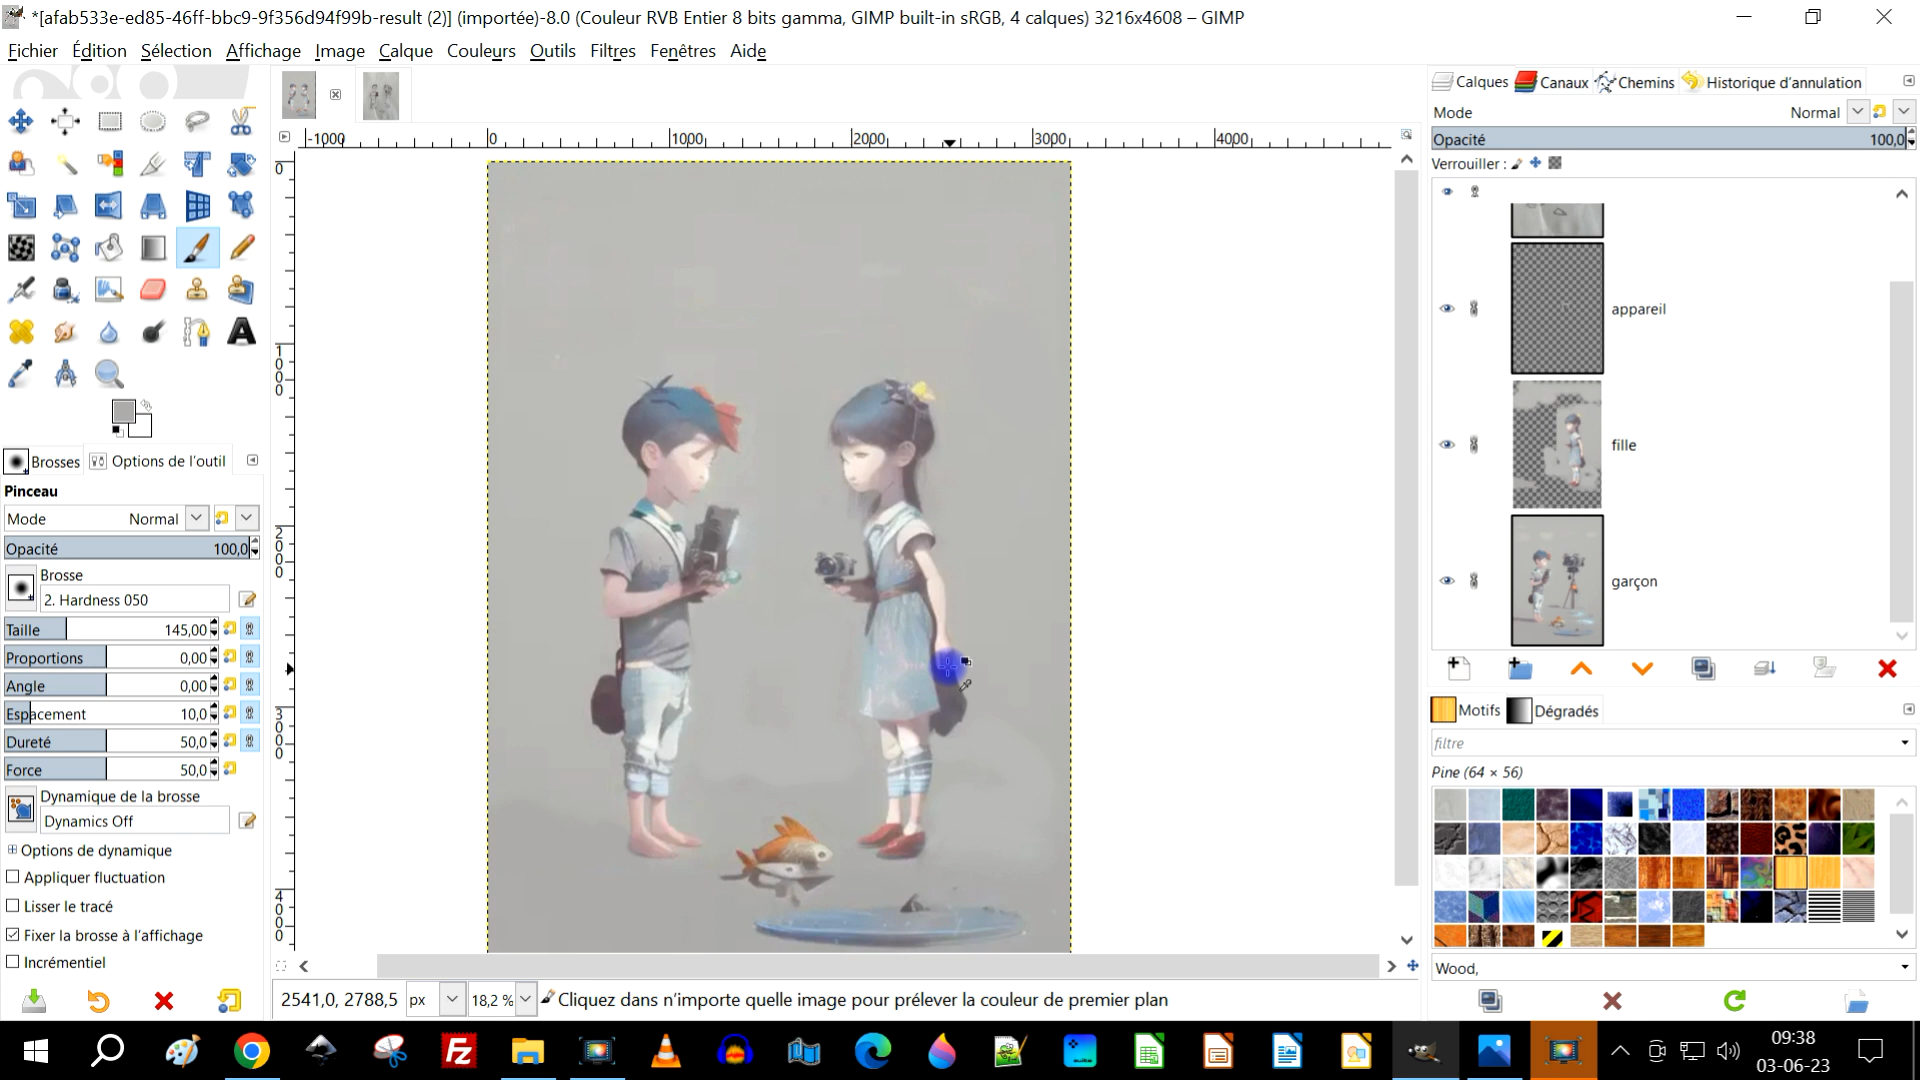 *[afab533e-ed85-46ff-bbc9-9f356d94f99b-result (2)] (importée)-8.0 (Couleur RVB Entier 8 bits gamma, GIMP built-in sRGB, 4 calques) 3216x4608 – GIMP
Fichier Édition Sélection Affichage Image Calque Couleurs Outils Filtres Fenêtres Aide
Calques Canaux Chemins Historique d'annulation
Mode Normal
Opacité 100,0
Verrouiller :
-1000 0 1000 2000 3000 4000
0
1000
2000
3000
4000
appareil
fille
garçon
Brosses Options de l'outil
Pinceau
Mode Normal
Opacité 100,0
Brosse
2. Hardness 050
Taille 145,00
Proportions 0,00
Angle 0,00
Espacement 10,0
Dureté 50,0
Force 50,0
Dynamique de la brosse
Dynamics Off
Options de dynamique
Appliquer fluctuation
Lisser le tracé
Fixer la brosse à l'affichage
Incrémentiel
Motifs Dégradés
filtre
Pine (64 × 56)
Wood,
2541,0, 2788,5 px 18,2 % Cliquez dans n'importe quelle image pour prélever la couleur de premier plan
09:38
03-06-23